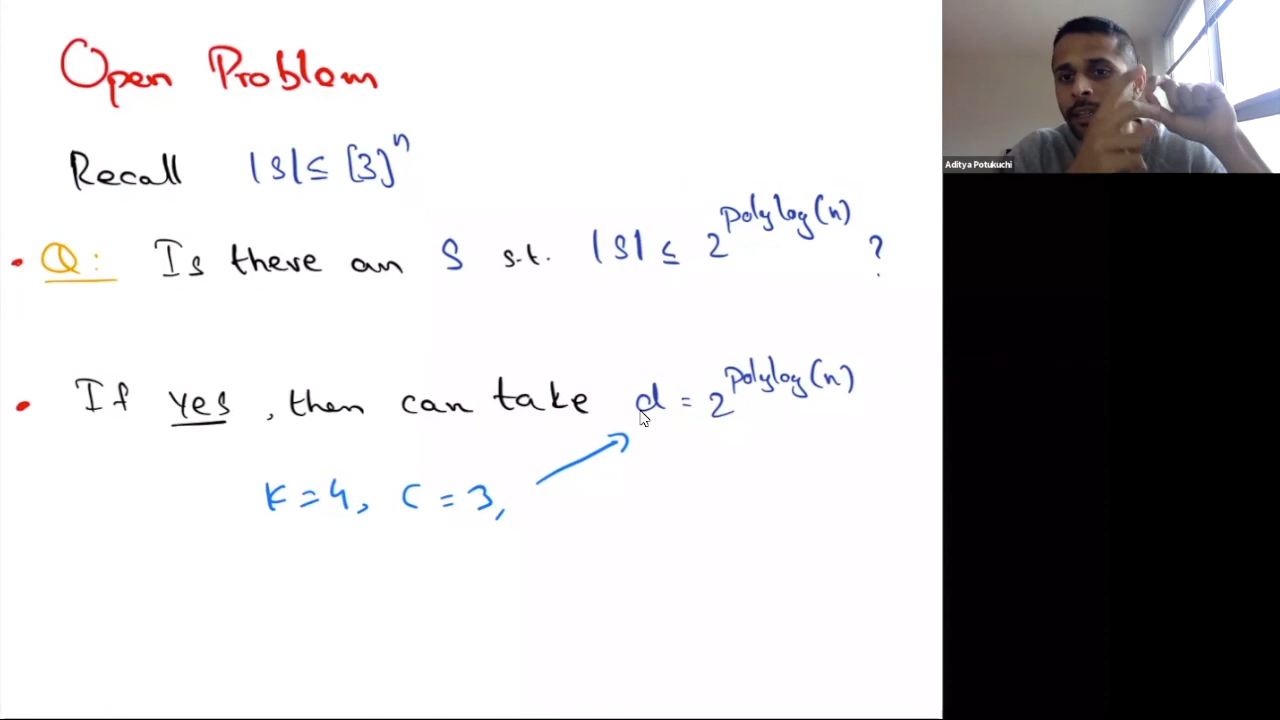 Open Problem
Recall |S| ≤ [3]^n
• Q: Is there an S s.t. |S| ≤ 2^polylog(n) ?
• If yes, then can take d = 2^polylog(n)
K = 4, C = 3,
Aditya Potukuchi